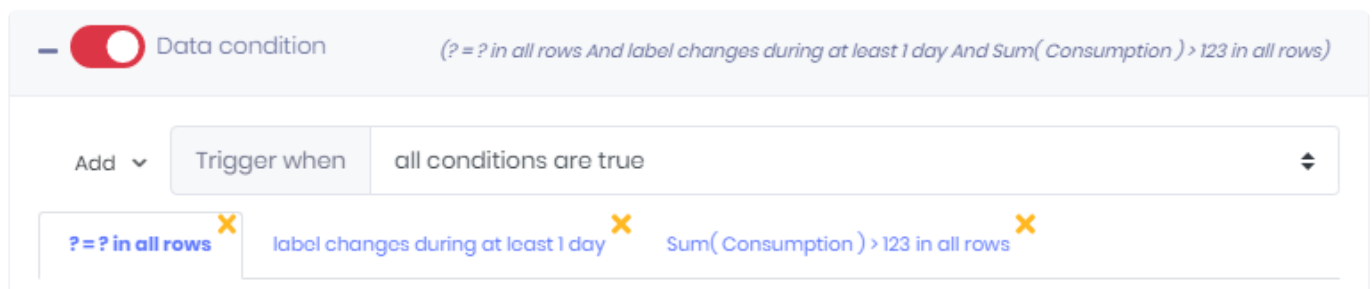 Data condition (? = ? in all rows And label changes during at least 1 day And Sum( Consumption ) > 123 in all rows)
Add Trigger when all conditions are true
? = ? in all rows label changes during at least 1 day Sum( Consumption ) > 123 in all rows